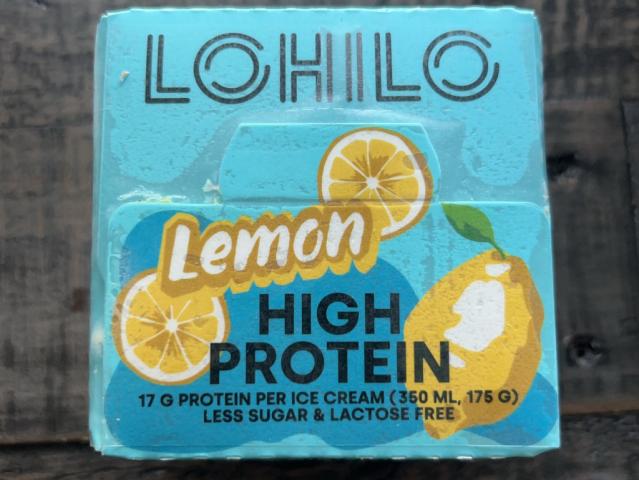 LOHILO
Lemon
HIGH
PROTEIN
17 G PROTEIN PER ICE CREAM (350 ML, 175 G)
LESS SUGAR & LACTOSE FREE